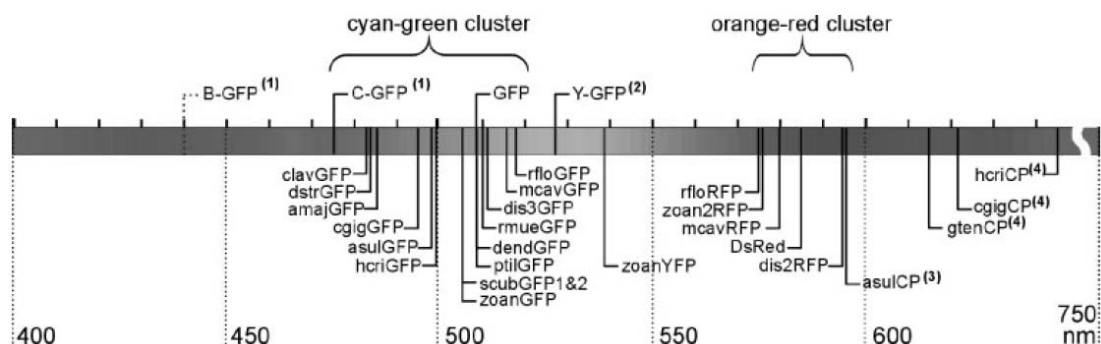 cyan-green cluster
orange-red cluster
B-GFP (1)
C-GFP (1)
GFP
Y-GFP (2)
clavGFP
dstrGFP
amajGFP
cgigGFP
asulGFP
hcriGFP
rfloGFP
mcavGFP
dis3GFP
rmueGFP
dendGFP
ptilGFP
scubGFP1&2
zoanGFP
zoanYFP
rfloRFP
zoan2RFP
mcavRFP
DsRed
dis2RFP
asulCP (3)
hcriCP (4)
cgigCP (4)
gtenCP (4)
400
450
500
550
600
750
nm